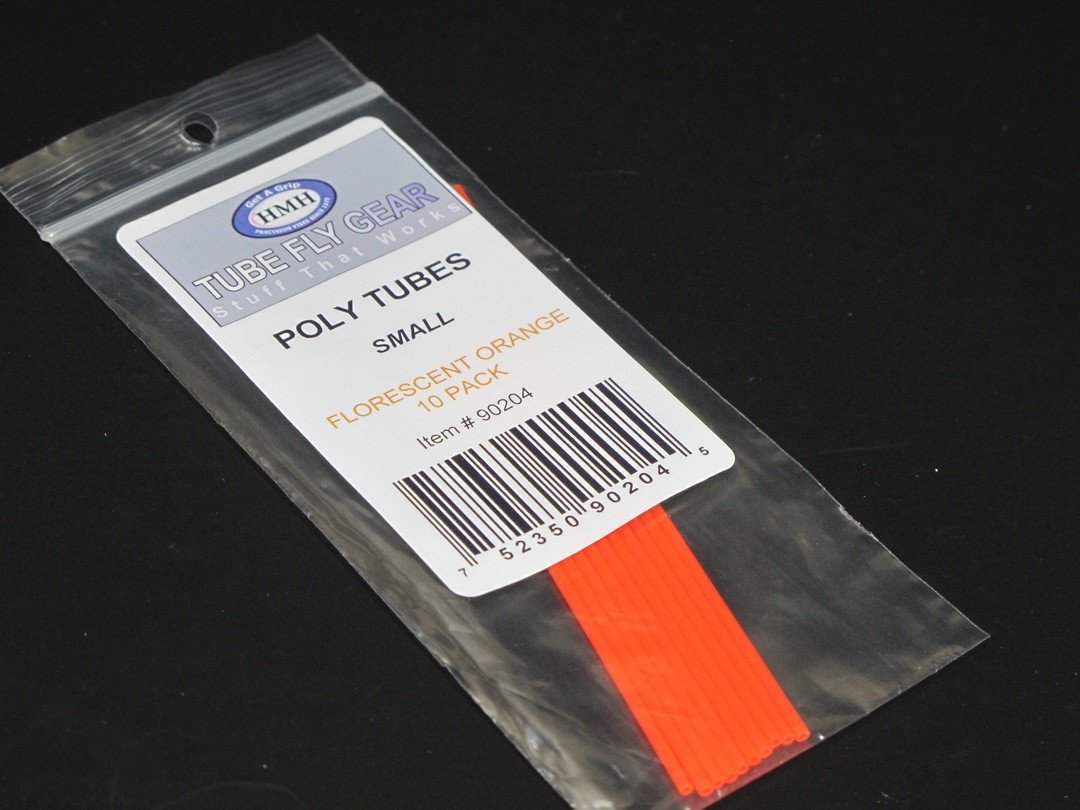 Get A Grip
HMH
PRECISION VISES SINCE 1975
TUBE FLY GEAR
Stuff That Works
POLY TUBES
SMALL
FLORESCENT ORANGE
10 PACK
Item # 90204
7 52350 90204 5